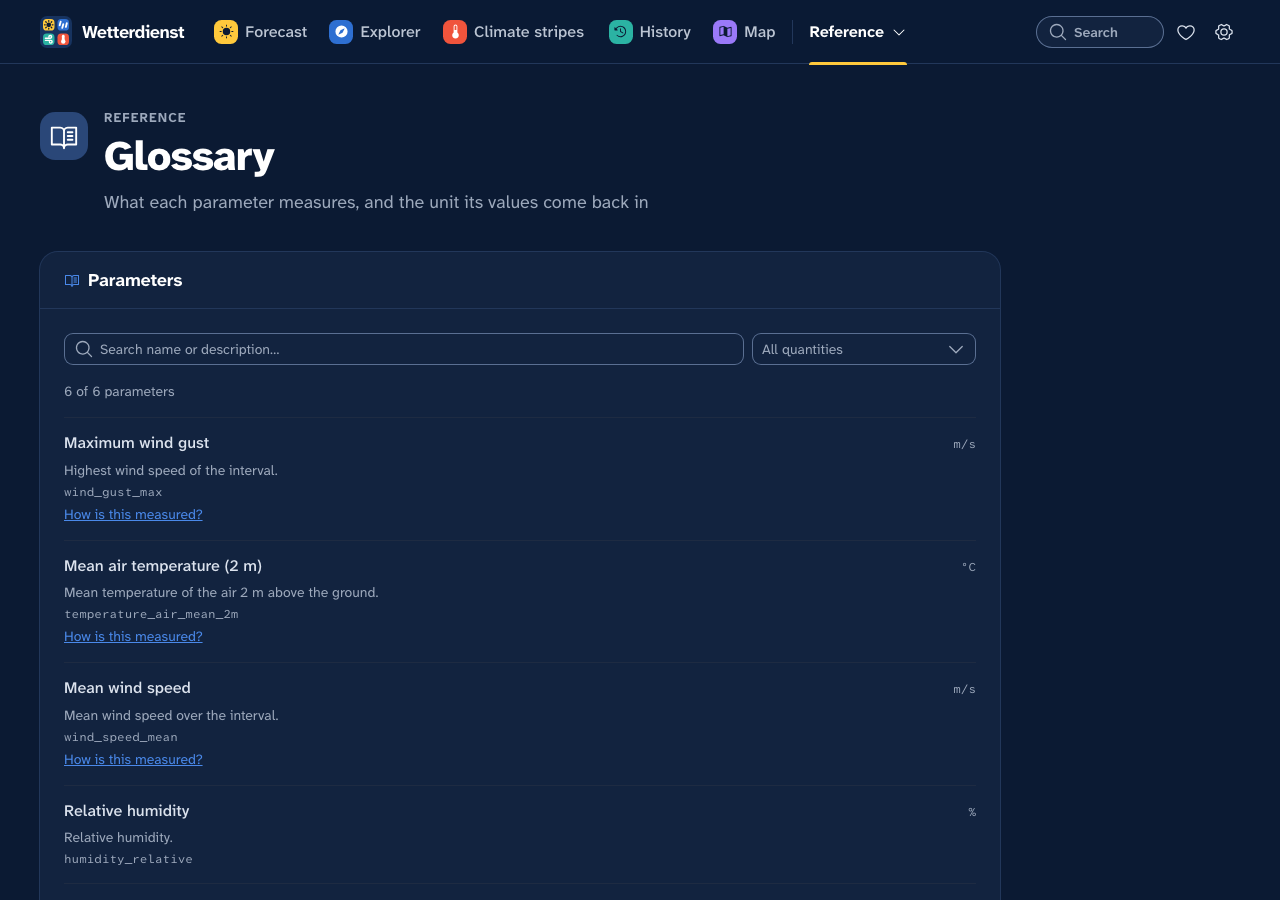 Wetterdienst
Forecast
Explorer
Climate stripes
History
Map
Reference
Search
REFERENCE
Glossary
What each parameter measures, and the unit its values come back in
Parameters
Search name or description…
All quantities
6 of 6 parameters
Maximum wind gust
m/s
Highest wind speed of the interval.
wind_gust_max
How is this measured?
Mean air temperature (2 m)
°C
Mean temperature of the air 2 m above the ground.
temperature_air_mean_2m
How is this measured?
Mean wind speed
m/s
Mean wind speed over the interval.
wind_speed_mean
How is this measured?
Relative humidity
%
Relative humidity.
humidity_relative